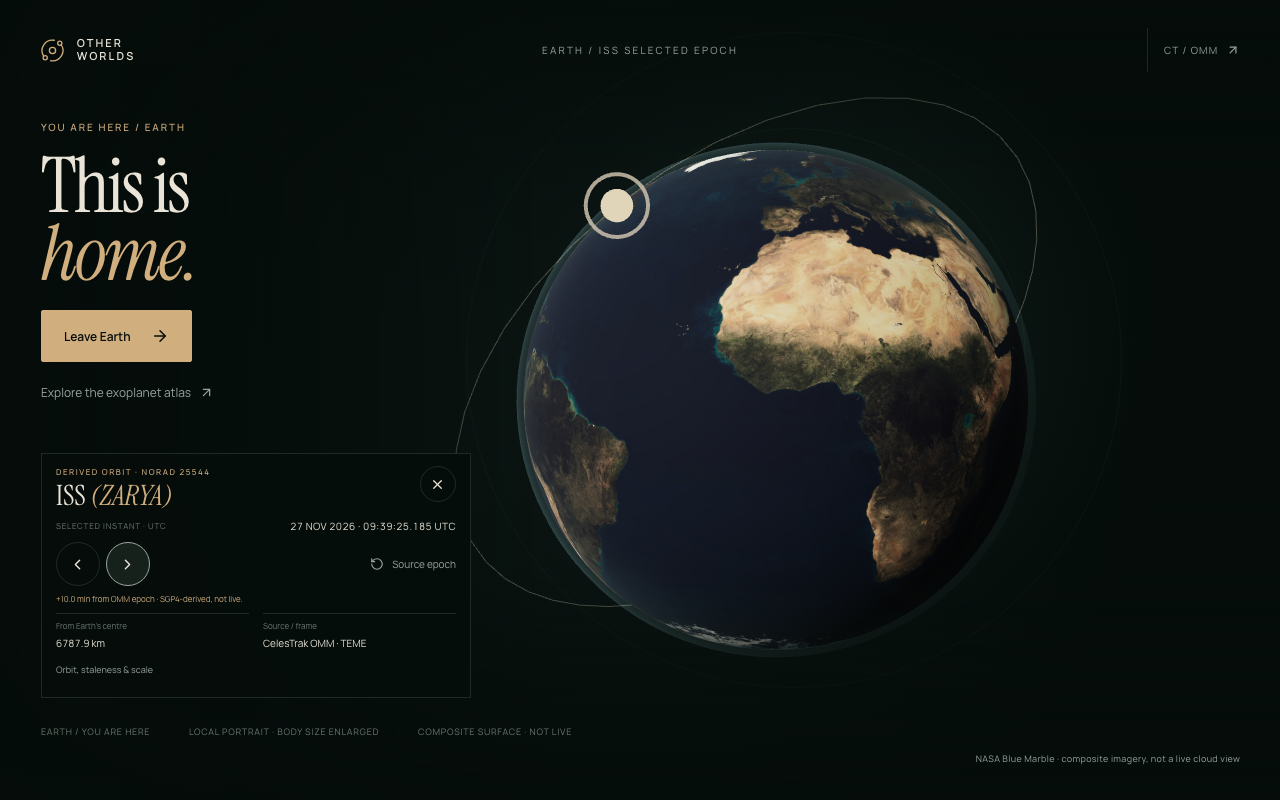 OTHER
WORLDS
EARTH / ISS SELECTED EPOCH
CT / OMM
YOU ARE HERE / EARTH
This is
home.
Leave Earth
Explore the exoplanet atlas
DERIVED ORBIT · NORAD 25544
ISS (ZARYA)
SELECTED INSTANT · UTC
27 NOV 2026 · 09:39:25.185 UTC
Source epoch
+10.0 min from OMM epoch · SGP4-derived, not live.
From Earth's centre
6787.9 km
Source / frame
CelesTrak OMM · TEME
Orbit, staleness & scale
EARTH / YOU ARE HERE
LOCAL PORTRAIT · BODY SIZE ENLARGED
COMPOSITE SURFACE · NOT LIVE
NASA Blue Marble · composite imagery, not a live cloud view